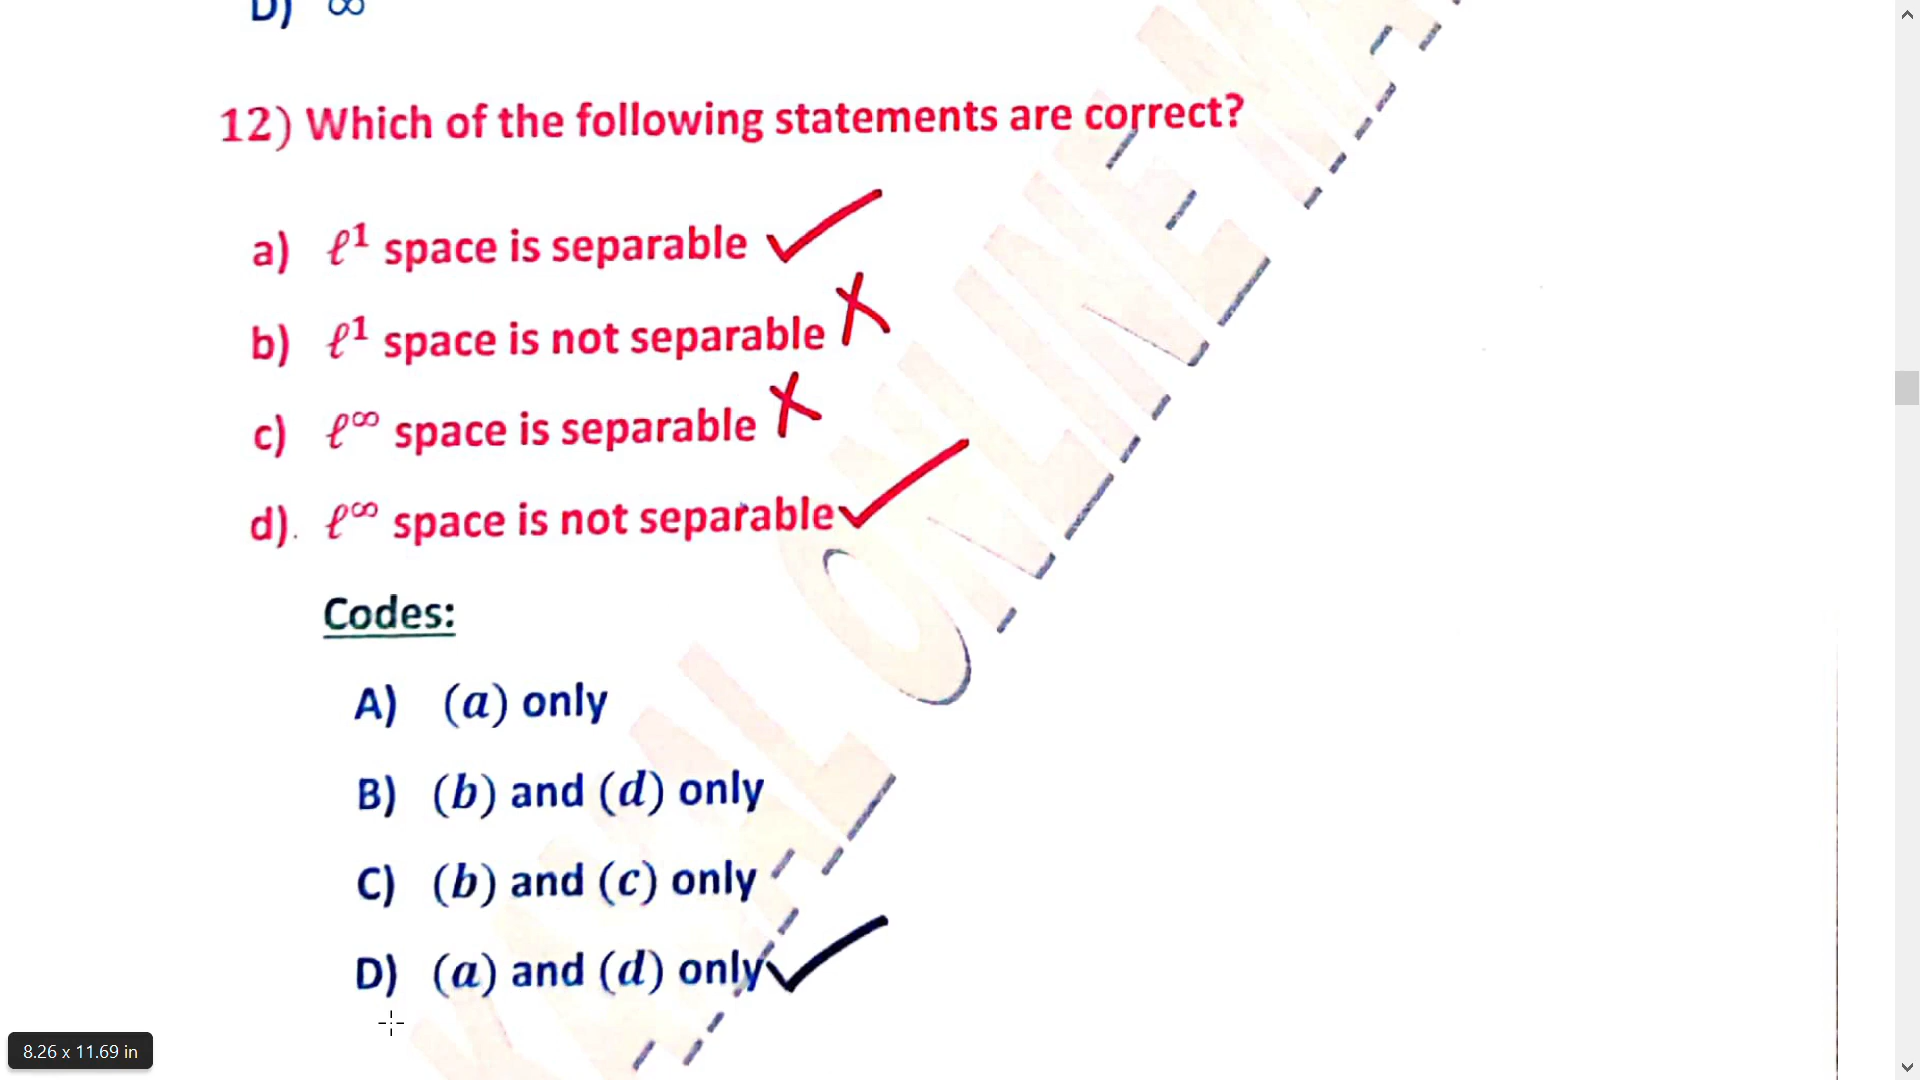 D) ∞
12) Which of the following statements are correct?
a) ℓ¹ space is separable
b) ℓ¹ space is not separable
c) ℓ∞ space is separable
d). ℓ∞ space is not separable
Codes:
A) (a) only
B) (b) and (d) only
C) (b) and (c) only
D) (a) and (d) only
ONLINE
8.26 x 11.69 in